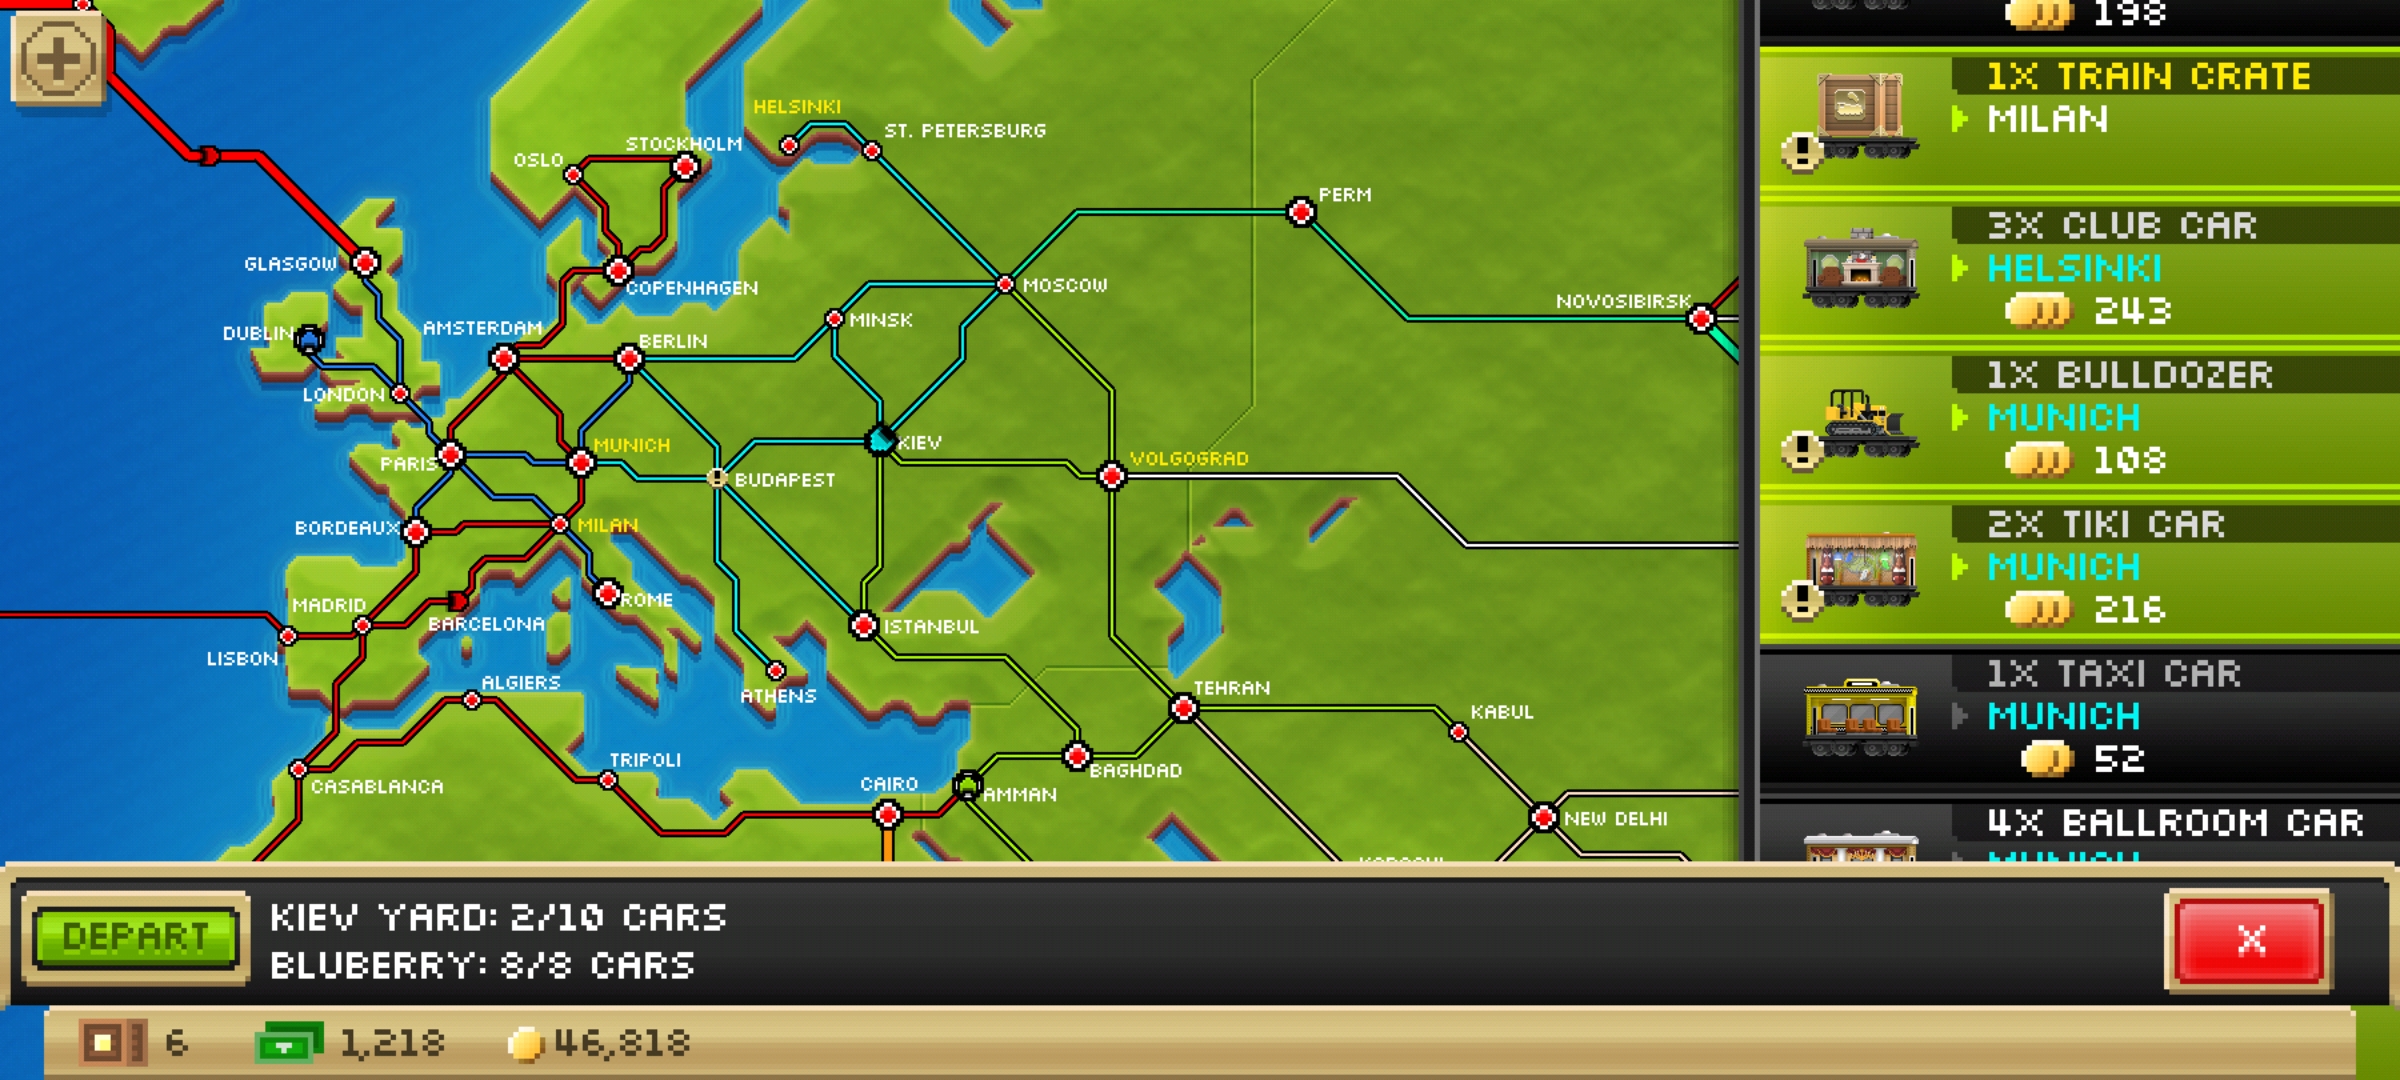 198
1X TRAIN CRATE
MILAN
3X CLUB CAR
HELSINKI
243
1X BULLDOZER
MUNICH
108
2X TIKI CAR
MUNICH
216
1X TAXI CAR
MUNICH
52
4X BALLROOM CAR
MUNICH
HELSINKI
ST. PETERSBURG
STOCKHOLM
OSLO
PERM
GLASGOW
COPENHAGEN
MOSCOW
NOVOSIBIRSK
DUBLIN
AMSTERDAM
MINSK
BERLIN
LONDON
MUNICH
KIEV
PARIS
VOLGOGRAD
BUDAPEST
BORDEAUX
MILAN
MADRID
ROME
BARCELONA
ISTANBUL
LISBON
ALGIERS
ATHENS
TEHRAN
KABUL
TRIPOLI
BAGHDAD
CASABLANCA
CAIRO
AMMAN
NEW DELHI
DEPART
KIEV YARD: 2/10 CARS
BLUBERRY: 8/8 CARS
X
6
1,218
46,818